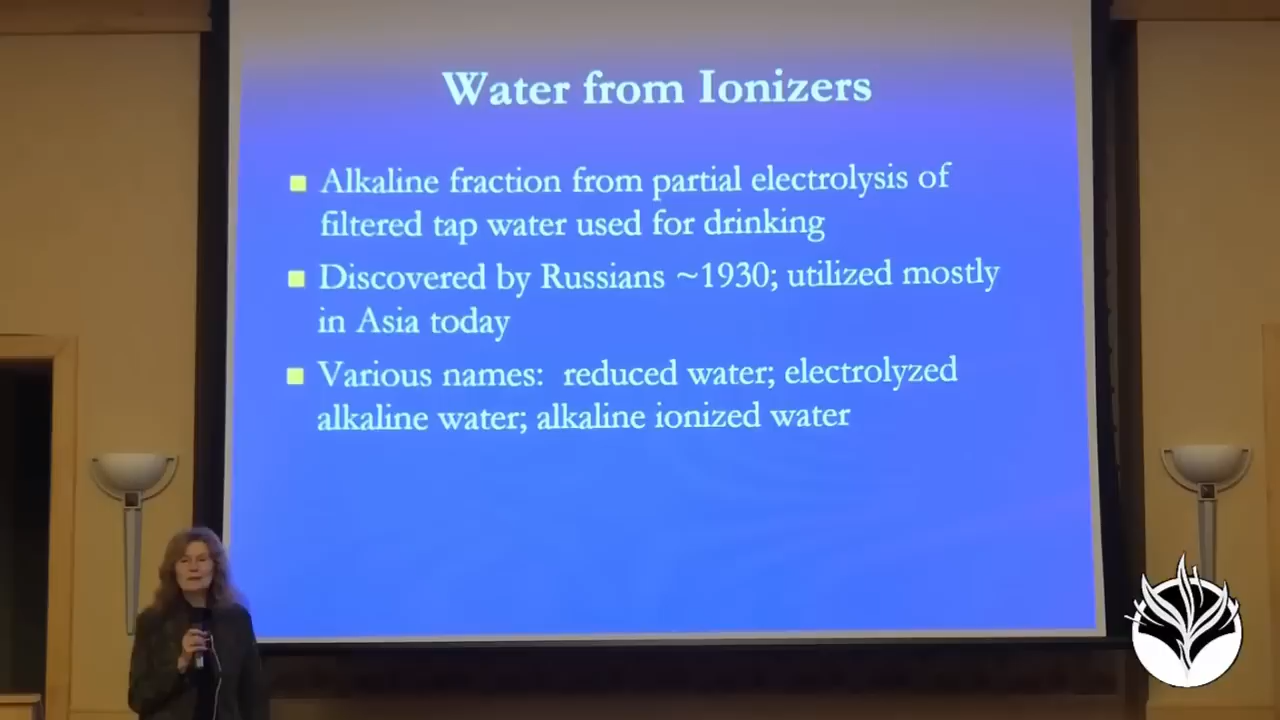 Water from Ionizers
Alkaline fraction from partial electrolysis of
filtered tap water used for drinking
Discovered by Russians ~1930; utilized mostly
in Asia today
Various names:  reduced water; electrolyzed
alkaline water; alkaline ionized water